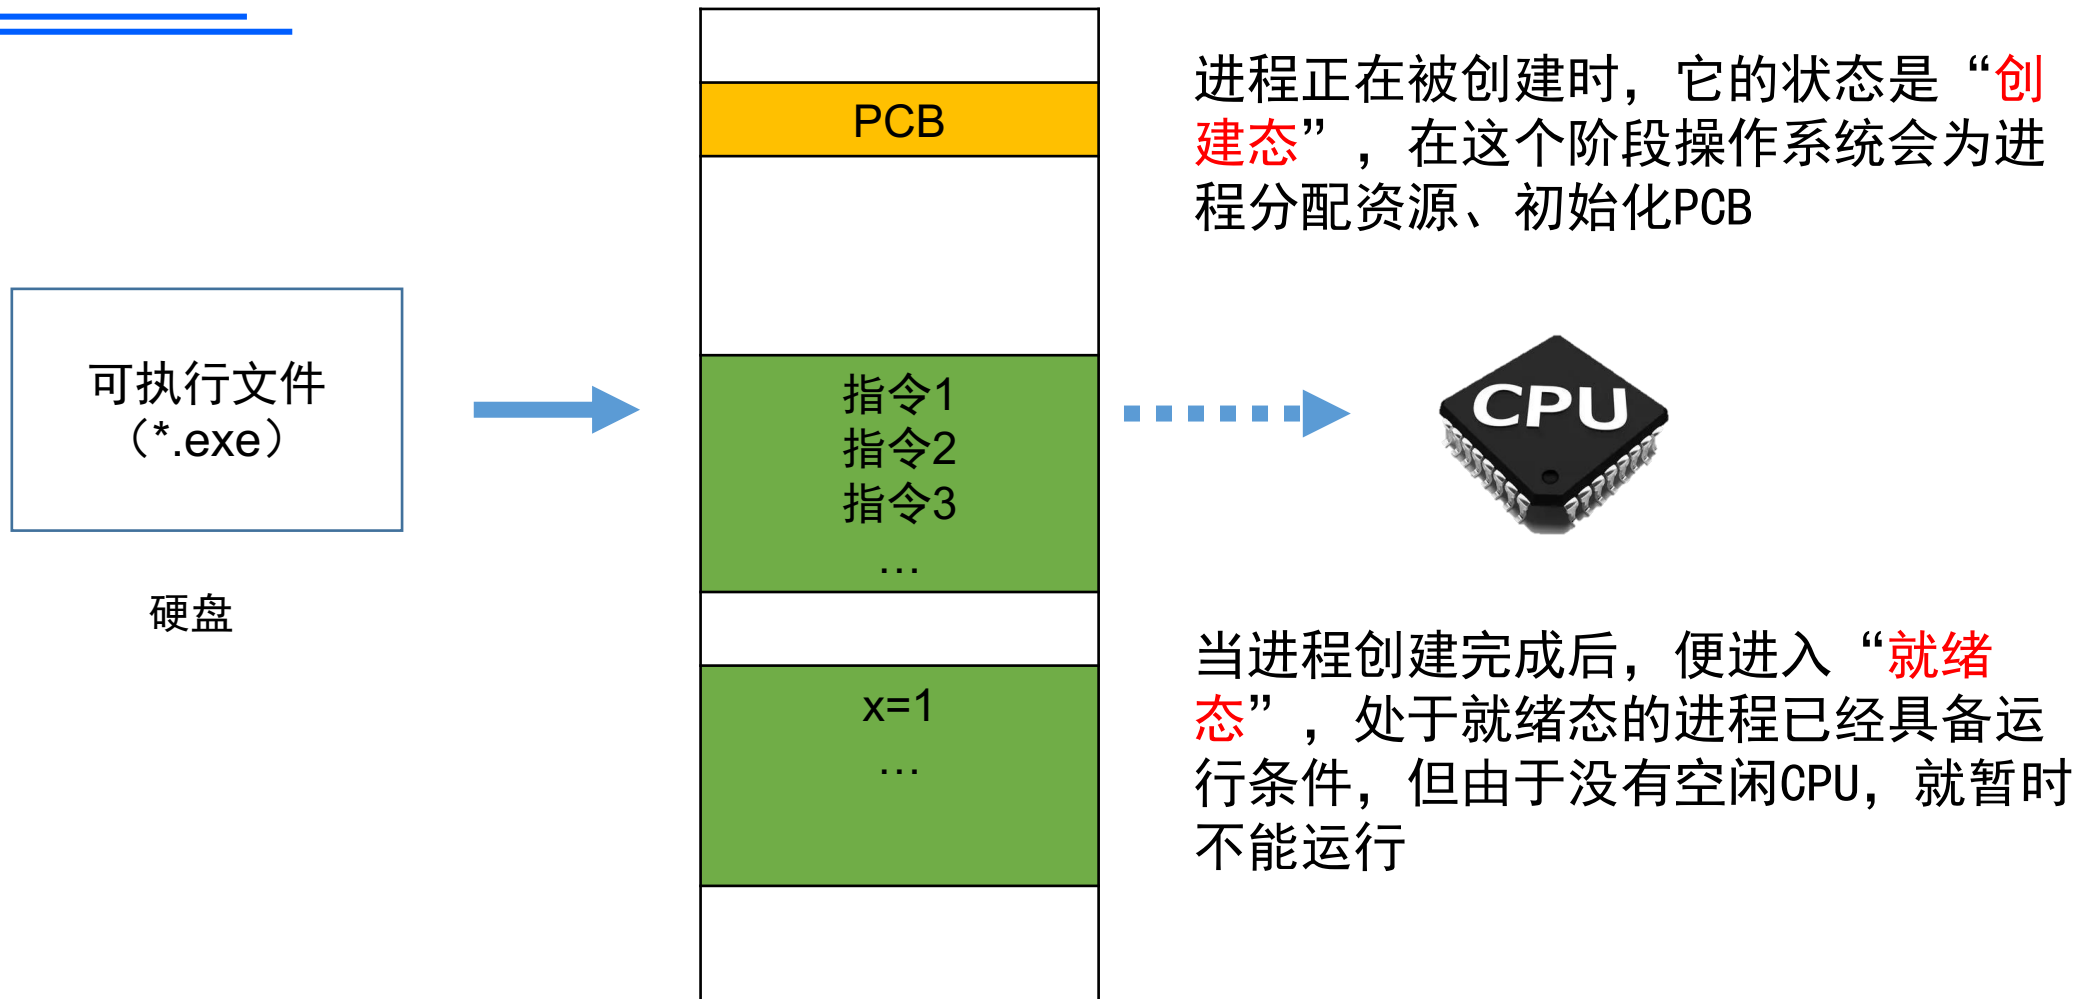 进程正在被创建时，它的状态是“创
建态”，在这个阶段操作系统会为进
程分配资源、初始化PCB
PCB
可执行文件
（*.exe）
硬盘
指令1
指令2
指令3
…
x=1
…
CPU
当进程创建完成后，便进入“就绪
态”，处于就绪态的进程已经具备运
行条件，但由于没有空闲CPU，就暂时
不能运行